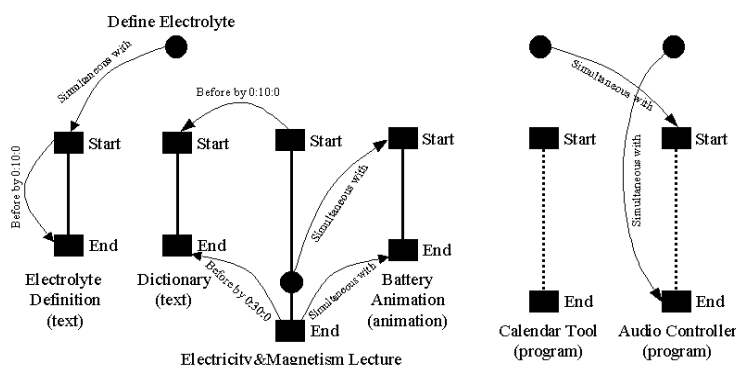 Define Electrolyte
Simultaneous with
Before by 0:10:0
Simultaneous with
Start
Start
Start
Start
Start
Before by 0:10:0
Simultaneous with
Simultaneous with
End
End
End
Before by 0:30:0
Simultaneous with
Electrolyte
Definition
(text)
Dictionary
(text)
Battery
Animation
(animation)
End
End
End
Calendar Tool
(program)
Audio Controller
(program)
Electricity&Magnetism Lecture